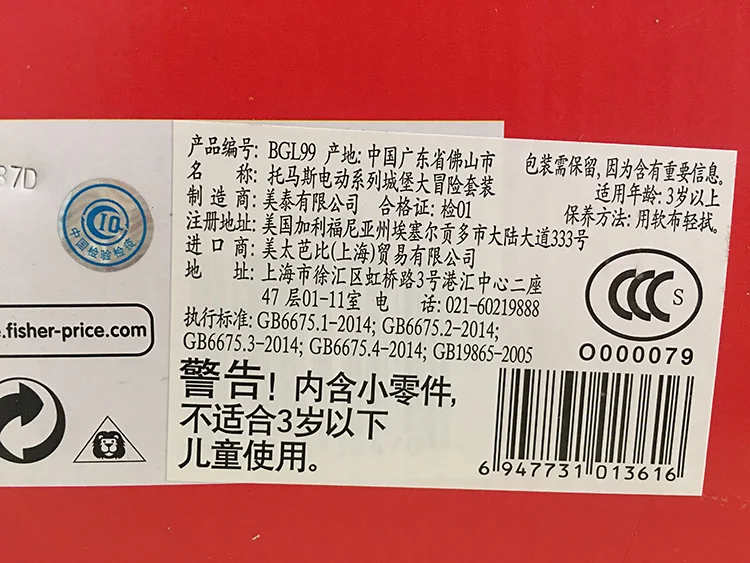 产品编号: BGL99 产地: 中国广东省佛山市
名 称: 托马斯电动系列城堡大冒险套装
制 造 商: 美泰有限公司 合格证: 检01
注册地址: 美国加利福尼亚州埃塞尔贡多市大陆大道333号
进 口 商: 美太芭比(上海)贸易有限公司
地 址: 上海市徐汇区虹桥路3号港汇中心二座
47 层01-11室 电 话: 021-60219888
执行标准: GB6675.1-2014; GB6675.2-2014;
GB6675.3-2014; GB6675.4-2014; GB19865-2005
警告! 内含小零件,
不适合3岁以下
儿童使用。
包装需保留, 因为含有重要信息。
适用年龄: 3岁以上
保养方法: 用软布轻拭。
CCC S
O000079
6 947731 013616
37D
CIQ
中国检验检疫
.fisher-price.com